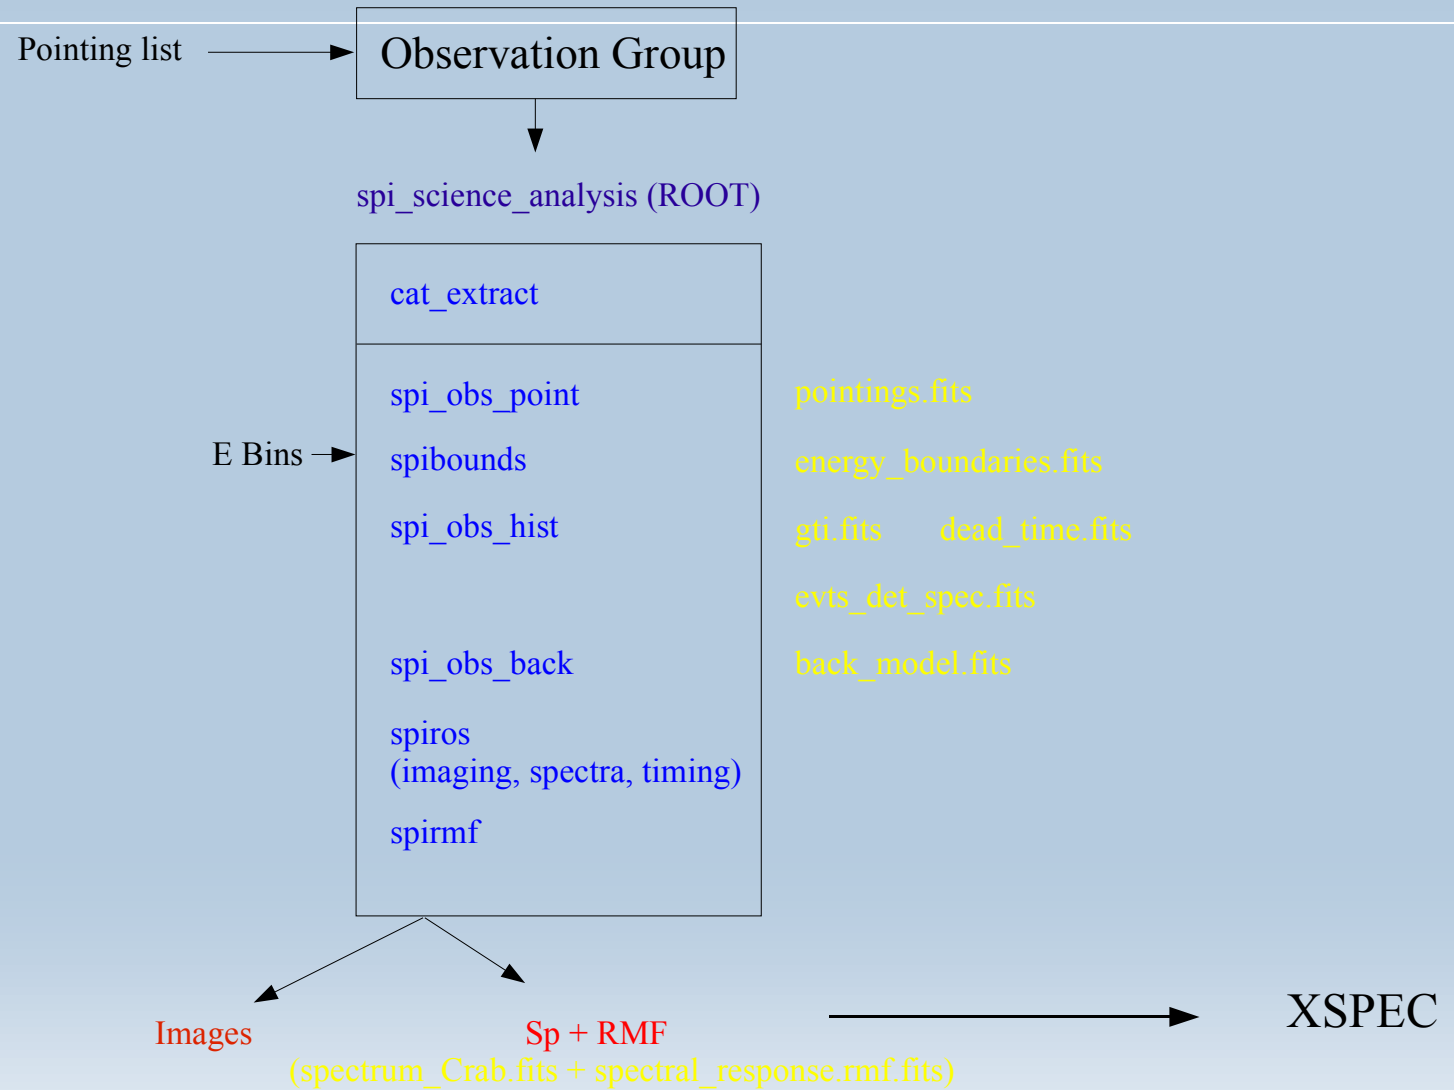 Pointing list
Observation Group
spi_science_analysis (ROOT)
cat_extract
spi_obs_point
pointings.fits
E Bins
spibounds
energy_boundaries.fits
spi_obs_hist
gti.fits
dead_time.fits
evts_det_spec.fits
spi_obs_back
back_model.fits
spiros
(imaging, spectra, timing)
spirmf
Images
Sp + RMF
XSPEC
(spectrum_Crab.fits + spectral_response.rmf.fits)